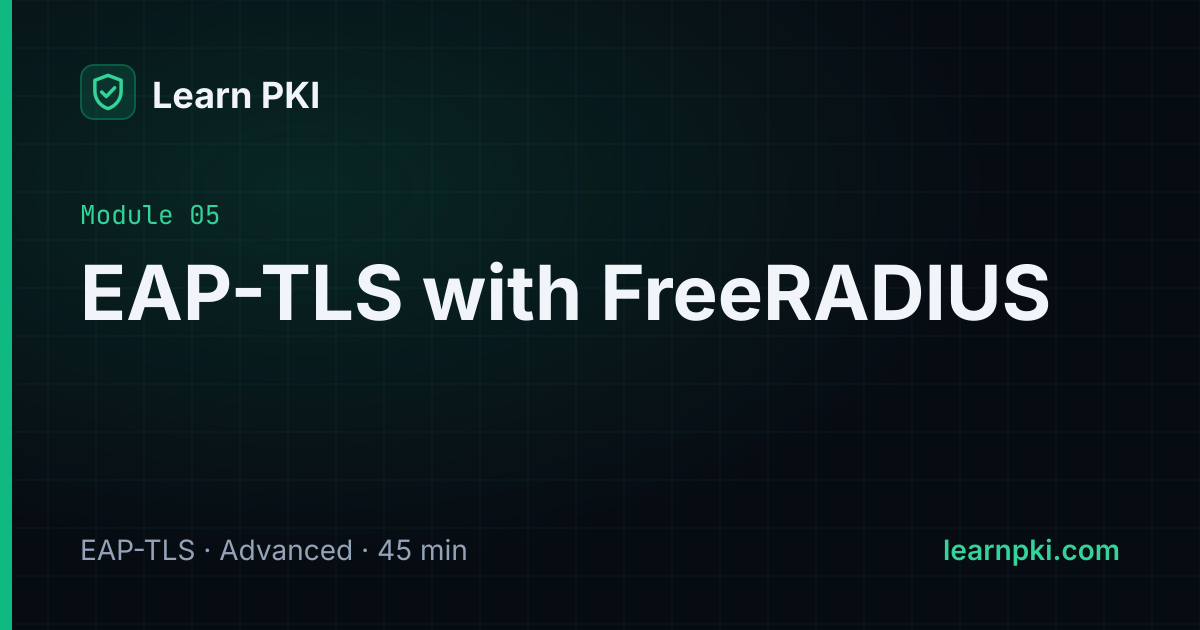 Learn PKI
Module 05
EAP-TLS with FreeRADIUS
EAP-TLS · Advanced · 45 min
learnpki.com